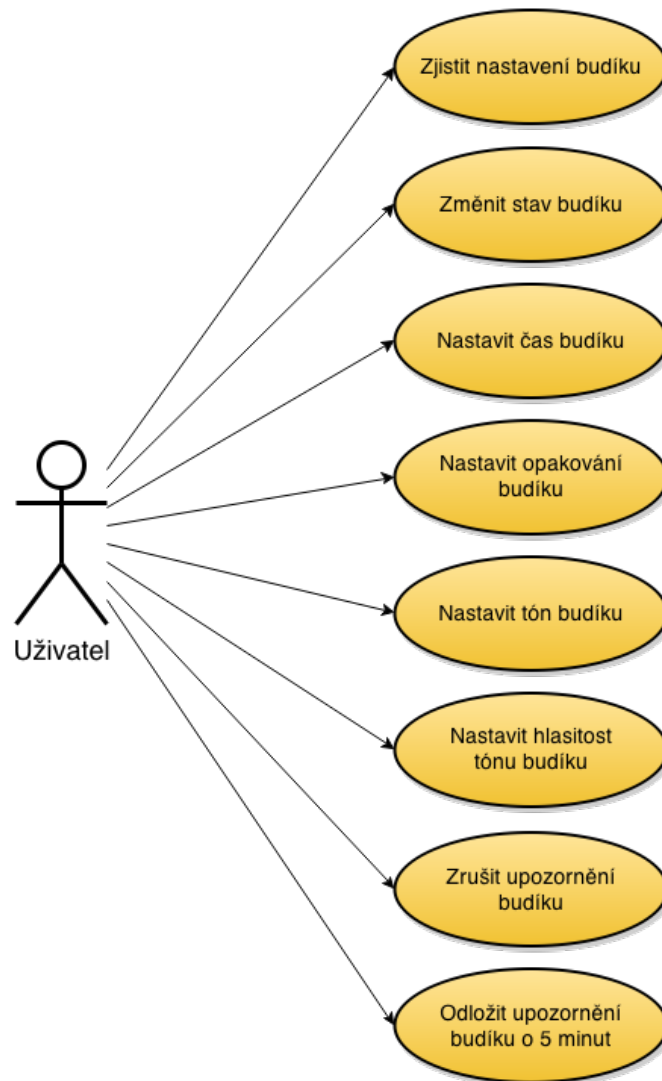 Zjistit nastavení budíku
Změnit stav budíku
Nastavit čas budíku
Nastavit opakování
budíku
Nastavit tón budíku
Uživatel
Nastavit hlasitost
tónu budíku
Zrušit upozornění
budíku
Odložit upozornění
budíku o 5 minut